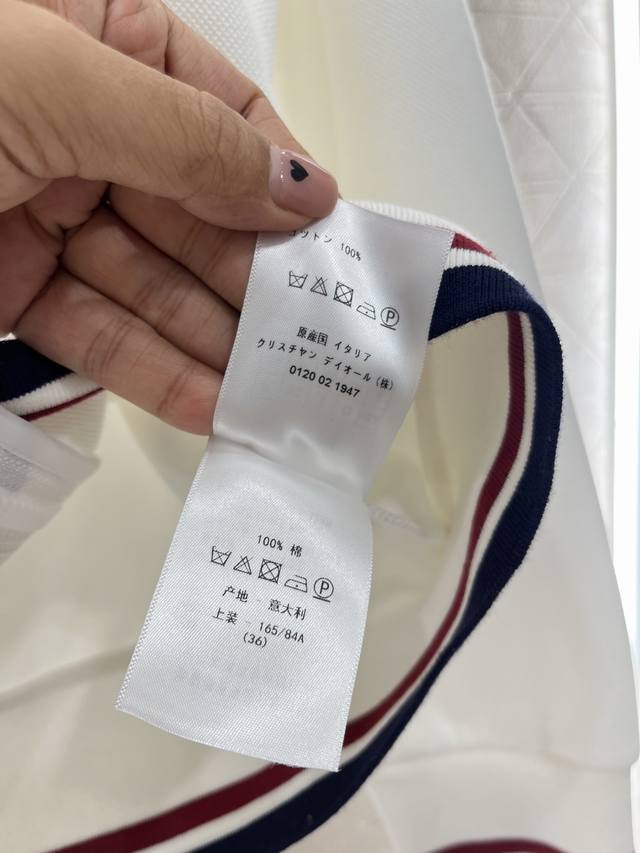 コットン 100%
P
原産国 イタリア
クリスチャン デイオール (株)
0120 02 1947
100% 棉
P
产地 - 意大利
上装 - 165/84A
(36)